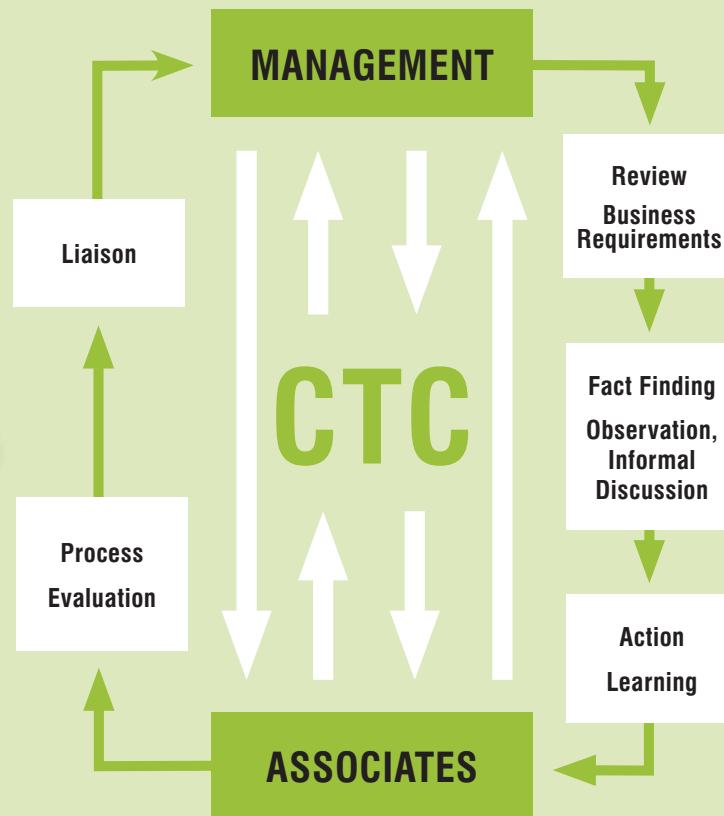 MANAGEMENT
Review
Business
Requirements
Liaison
CTC
Fact Finding
Observation,
Informal
Discussion
Process
Evaluation
Action
Learning
ASSOCIATES